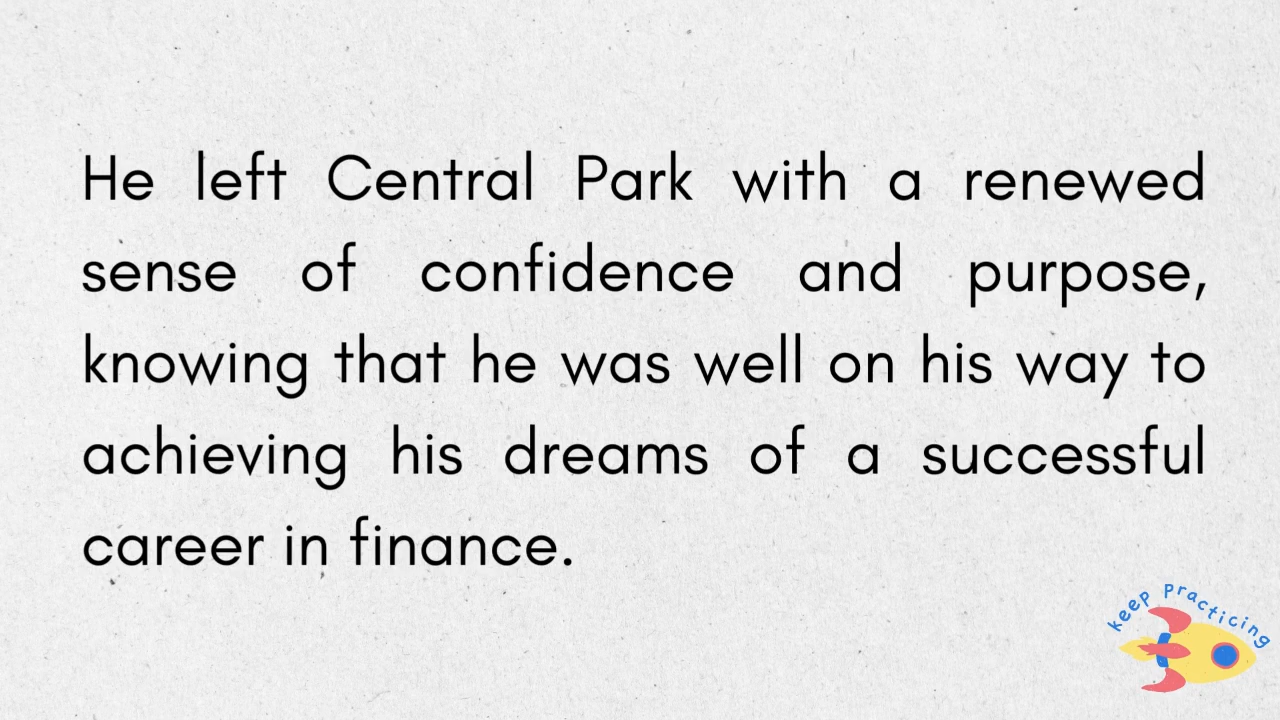 He left Central Park with a renewed
sense of confidence and purpose,
knowing that he was well on his way to
achieving his dreams of a successful
career in finance.
keep practicing